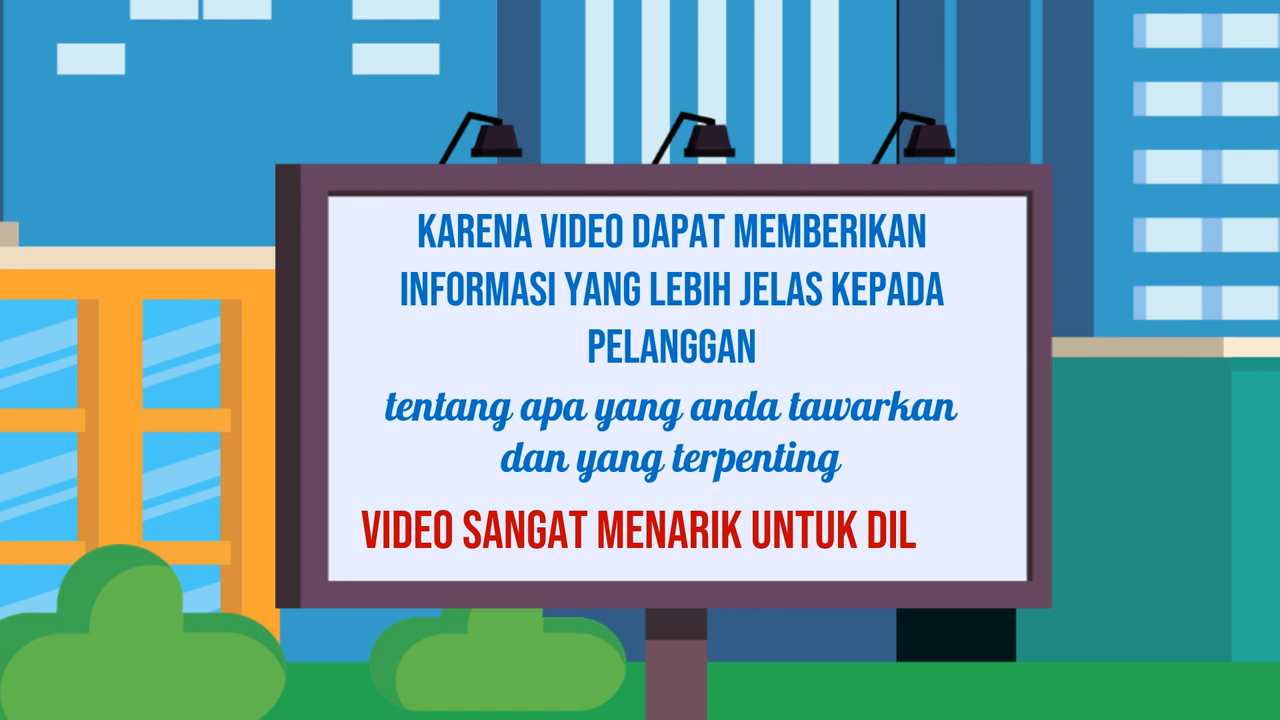 KARENA VIDEO DAPAT MEMBERIKAN
INFORMASI YANG LEBIH JELAS KEPADA
PELANGGAN
tentang apa yang anda tawarkan
dan yang terpenting
VIDEO SANGAT MENARIK UNTUK DIL